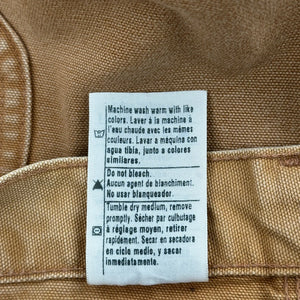 Machine wash warm with like
colors. Laver à la machine à
l'eau chaude avec les mêmes
couleurs. Lavar a máquina con
agua tibia, junto a colores
similares.
Do not bleach.
Aucun agent de blanchiment.
No usar blanqueador.
Tumble dry medium, remove
promptly. Sécher par culbutage
à réglage moyen, retirer
rapidement. Secar en secadora
en ciclo medio, y sacar
inmediatamente.